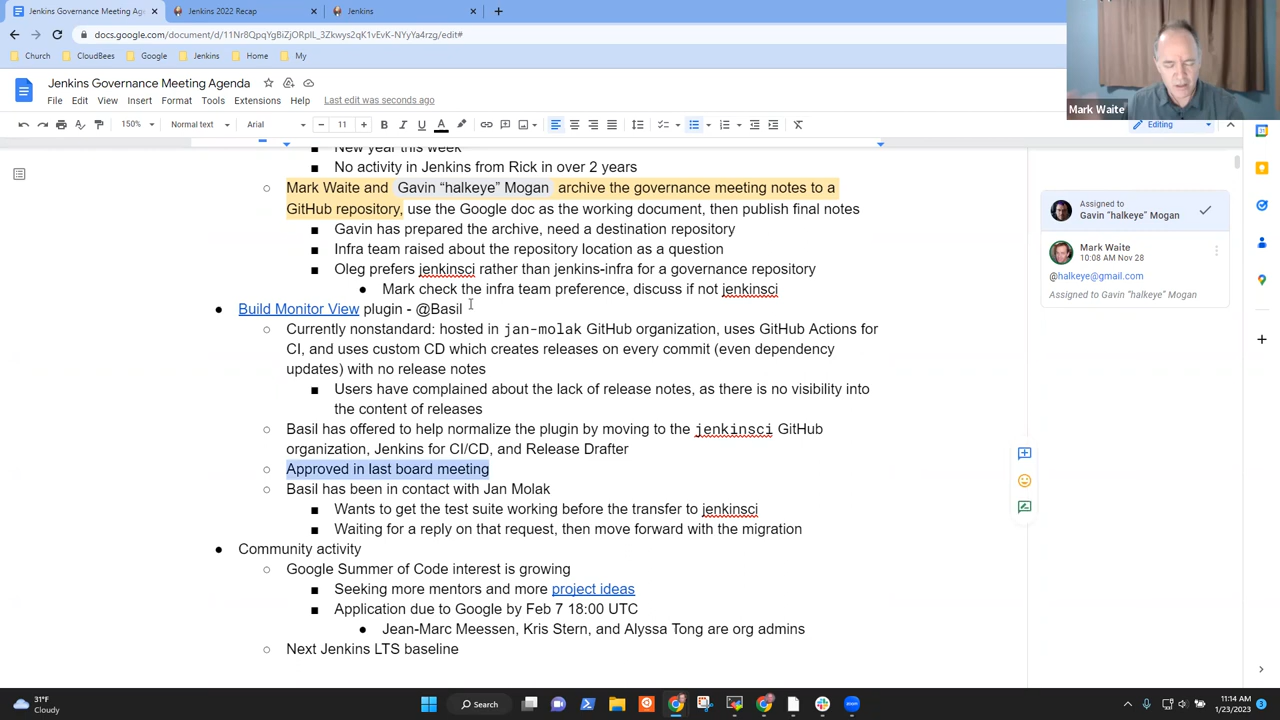 Jenkins Governance Meeting Age
Jenkins 2022 Recap
Jenkins
docs.google.com/document/d/11Nr8QpqYgBiZjORpIL_3Zkwys2qK1vEvK-NYyYa4rzg/edit#
Church
CloudBees
Google
Jenkins
Home
My
Jenkins Governance Meeting Agenda
File Edit View Insert Format Tools Extensions Help Last edit was seconds ago
150%
Normal text
Arial
11
B I U A
Editing
Mark Waite
New year this week
No activity in Jenkins from Rick in over 2 years
Mark Waite and Gavin “halkeye” Mogan archive the governance meeting notes to a
GitHub repository, use the Google doc as the working document, then publish final notes
Gavin has prepared the archive, need a destination repository
Infra team raised about the repository location as a question
Oleg prefers jenkinsci rather than jenkins-infra for a governance repository
Mark check the infra team preference, discuss if not jenkinsci
Build Monitor View plugin - @Basil
Currently nonstandard: hosted in jan-molak GitHub organization, uses GitHub Actions for
CI, and uses custom CD which creates releases on every commit (even dependency
updates) with no release notes
Users have complained about the lack of release notes, as there is no visibility into
the content of releases
Basil has offered to help normalize the plugin by moving to the jenkinsci GitHub
organization, Jenkins for CI/CD, and Release Drafter
Approved in last board meeting
Basil has been in contact with Jan Molak
Wants to get the test suite working before the transfer to jenkinsci
Waiting for a reply on that request, then move forward with the migration
Community activity
Google Summer of Code interest is growing
Seeking more mentors and more project ideas
Application due to Google by Feb 7 18:00 UTC
Jean-Marc Meessen, Kris Stern, and Alyssa Tong are org admins
Next Jenkins LTS baseline
Assigned to
Gavin “halkeye” Mogan
Mark Waite
10:08 AM Nov 28
@halkeye@gmail.com
Assigned to Gavin “halkeye” Mogan
31°F
Cloudy
Search
11:14 AM
1/23/2023
3